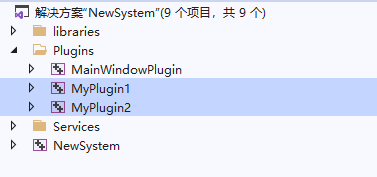 解决方案"NewSystem"(9 个项目，共 9 个)
libraries
Plugins
MainWindowPlugin
MyPlugin1
MyPlugin2
Services
NewSystem